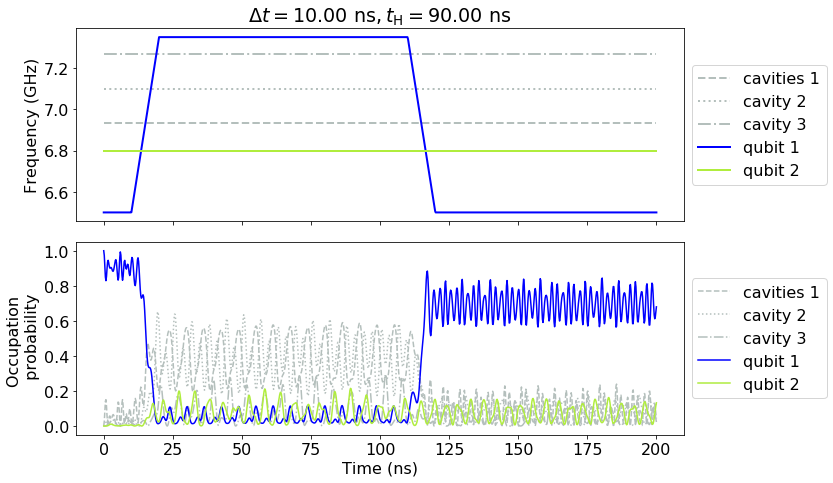 Δt = 10.00 ns, t_H = 90.00 ns
Frequency (GHz)
7.2
7.0
6.8
6.6
cavities 1
cavity 2
cavity 3
qubit 1
qubit 2
Occupation
probability
1.0
0.8
0.6
0.4
0.2
0.0
cavities 1
cavity 2
cavity 3
qubit 1
qubit 2
0 25 50 75 100 125 150 175 200
Time (ns)